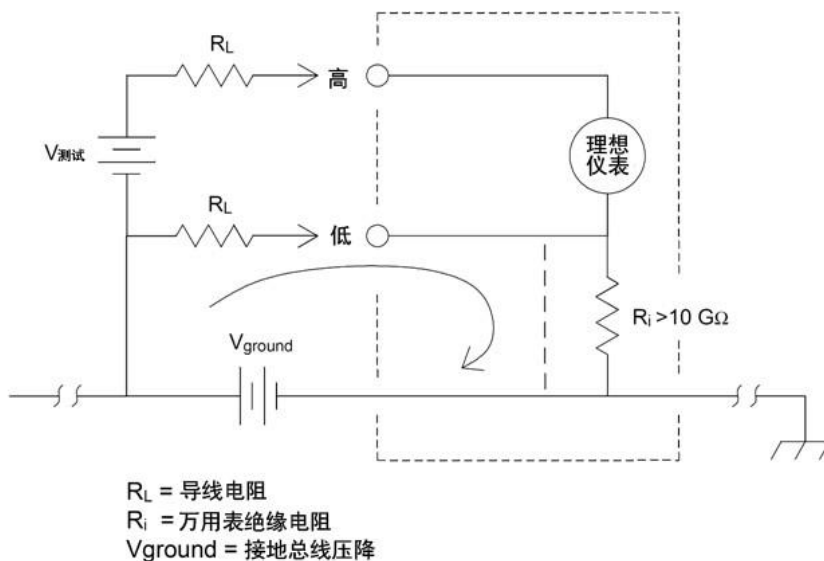 RL
高
V测试
理想
仪表
RL
低
Ri >10 GΩ
Vground
RL = 导线电阻
Ri = 万用表绝缘电阻
Vground = 接地总线压降